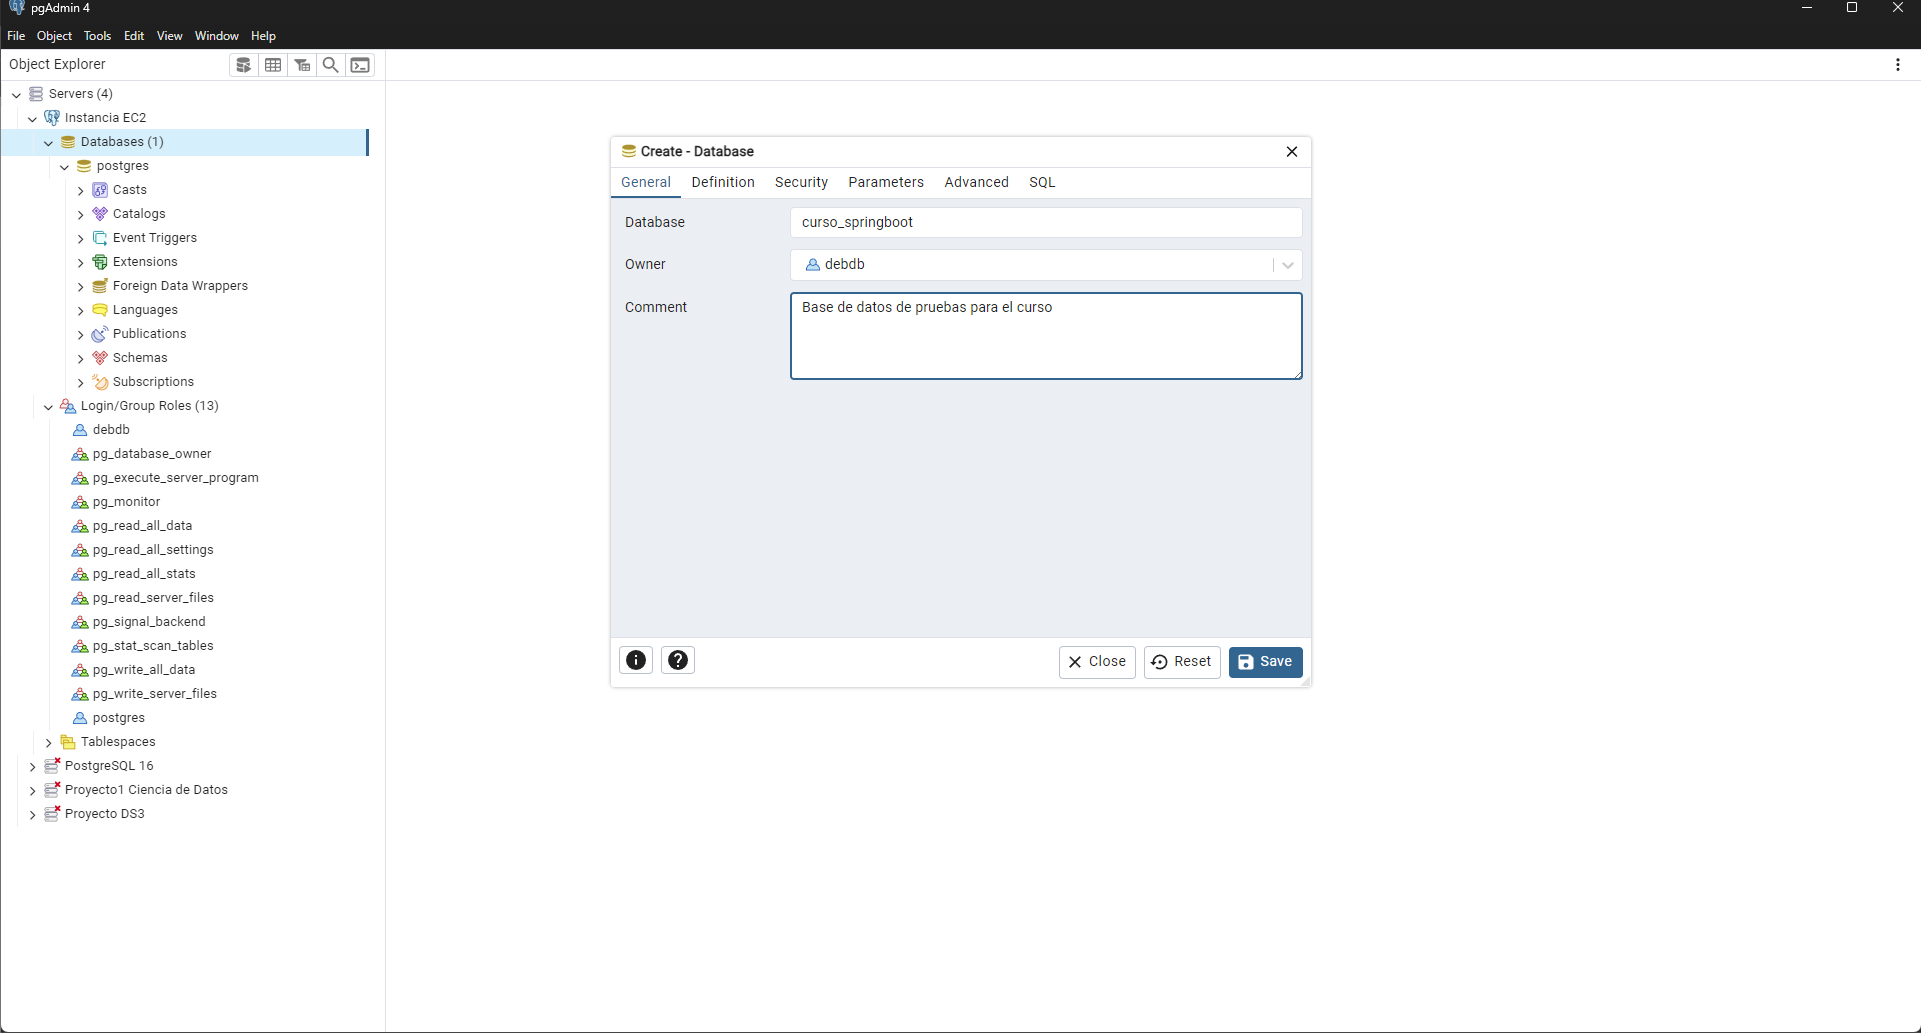 pgAdmin 4
File Object Tools Edit View Window Help
Object Explorer
Servers (4)
Instancia EC2
Databases (1)
postgres
Casts
Catalogs
Event Triggers
Extensions
Foreign Data Wrappers
Languages
Publications
Schemas
Subscriptions
Login/Group Roles (13)
debdb
pg_database_owner
pg_execute_server_program
pg_monitor
pg_read_all_data
pg_read_all_settings
pg_read_all_stats
pg_read_server_files
pg_signal_backend
pg_stat_scan_tables
pg_write_all_data
pg_write_server_files
postgres
Tablespaces
PostgreSQL 16
Proyecto1 Ciencia de Datos
Proyecto DS3
Create - Database
General Definition Security Parameters Advanced SQL
Database curso_springboot
Owner debdb
Comment Base de datos de pruebas para el curso
Close Reset Save